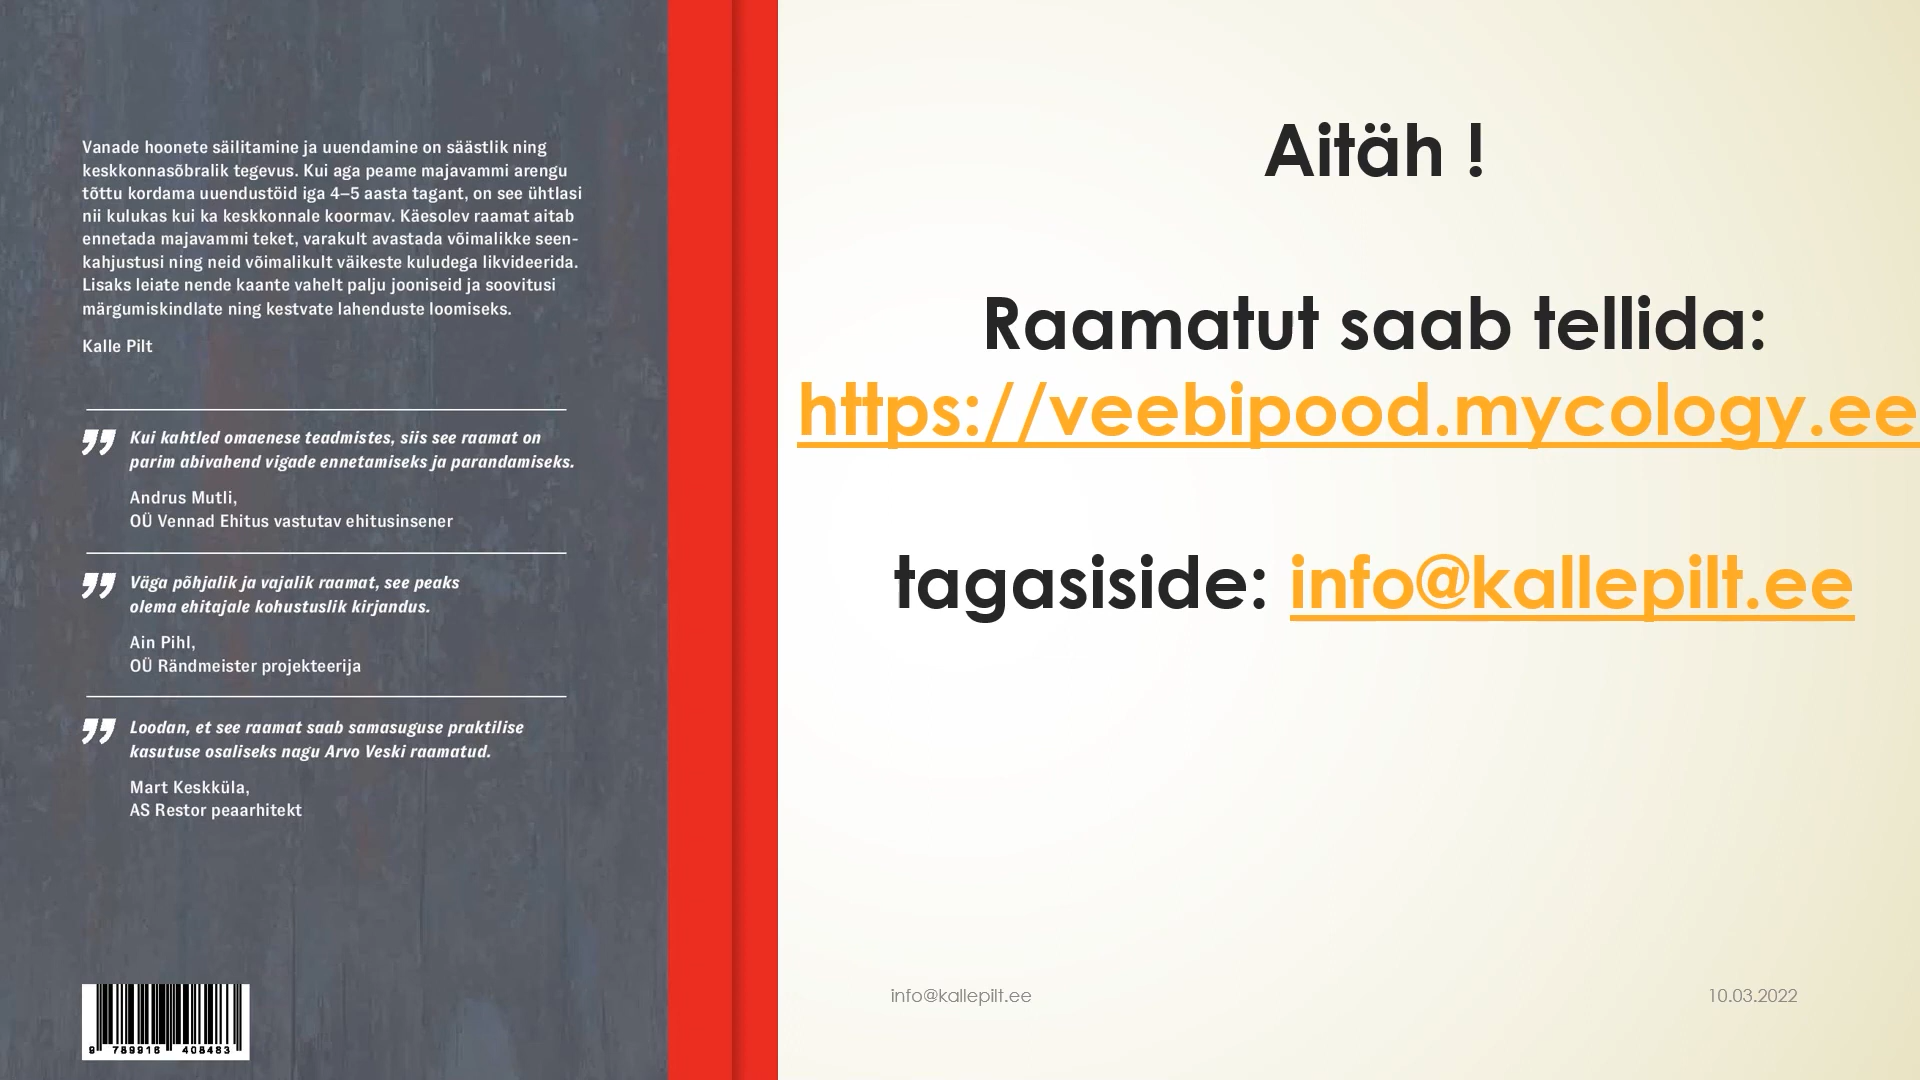 Vanade hoonete säilitamine ja uuendamine on säästlik ning
keskkonnasõbralik tegevus. Kui aga peame majavammi arengu
tõttu kordama uuendustöid iga 4–5 aasta tagant, on see ühtlasi
nii kulukas kui ka keskkonnale koormav. Käesolev raamat aitab
ennetada majavammi teket, varakult avastada võimalikke seen-
kahjustusi ning neid võimalikult väikeste kuludega likvideerida.
Lisaks leiate nende kaante vahelt palju jooniseid ja soovitusi
märgumiskindlate ning kestvate lahenduste loomiseks.
Kalle Pilt
” Kui kahtled omaenese teadmistes, siis see raamat on
parim abivahend vigade ennetamiseks ja parandamiseks.
Andrus Mutli,
OÜ Vennad Ehitus vastutav ehitusinsener
” Väga põhjalik ja vajalik raamat, see peaks
olema ehitajale kohustuslik kirjandus.
Ain Pihl,
OÜ Rändmeister projekteerija
” Loodan, et see raamat saab samasuguse praktilise
kasutuse osaliseks nagu Arvo Veski raamatud.
Mart Keskküla,
AS Restor peaarhitekt
9 789916 408483
Aitäh !
Raamatut saab tellida:
https://veebipood.mycology.ee
tagasiside: info@kallepilt.ee
info@kallepilt.ee
10.03.2022